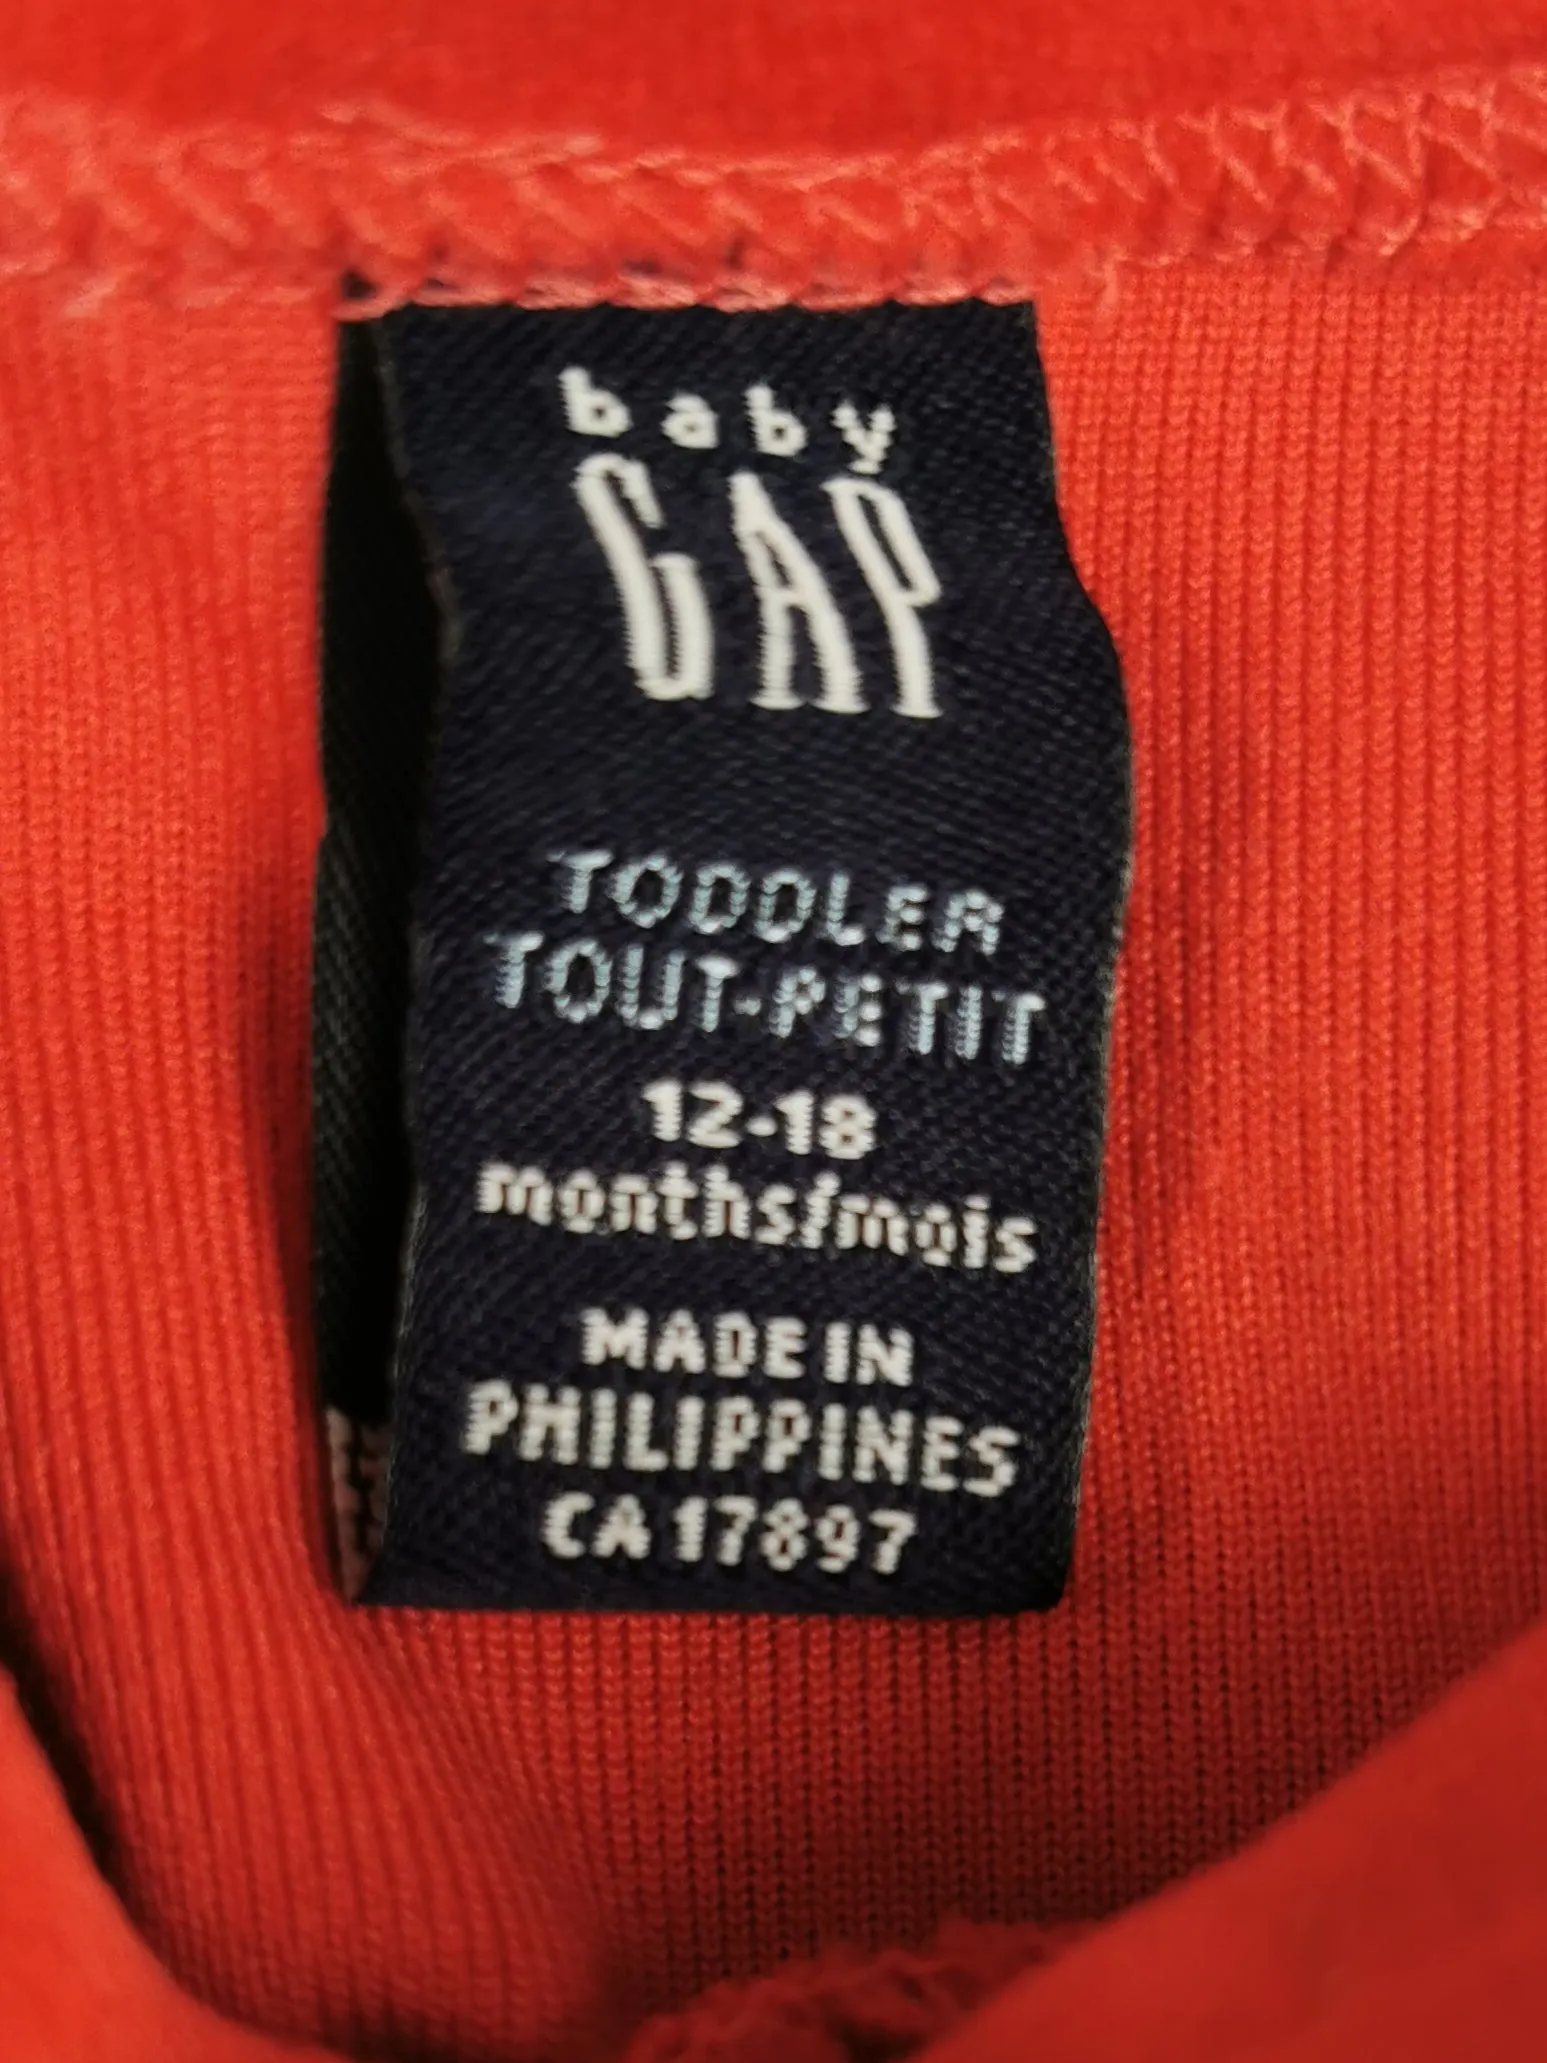 baby
GAP
TODDLER
TOUT-PETIT
12-18
months/mois
MADE IN
PHILIPPINES
CA 17897